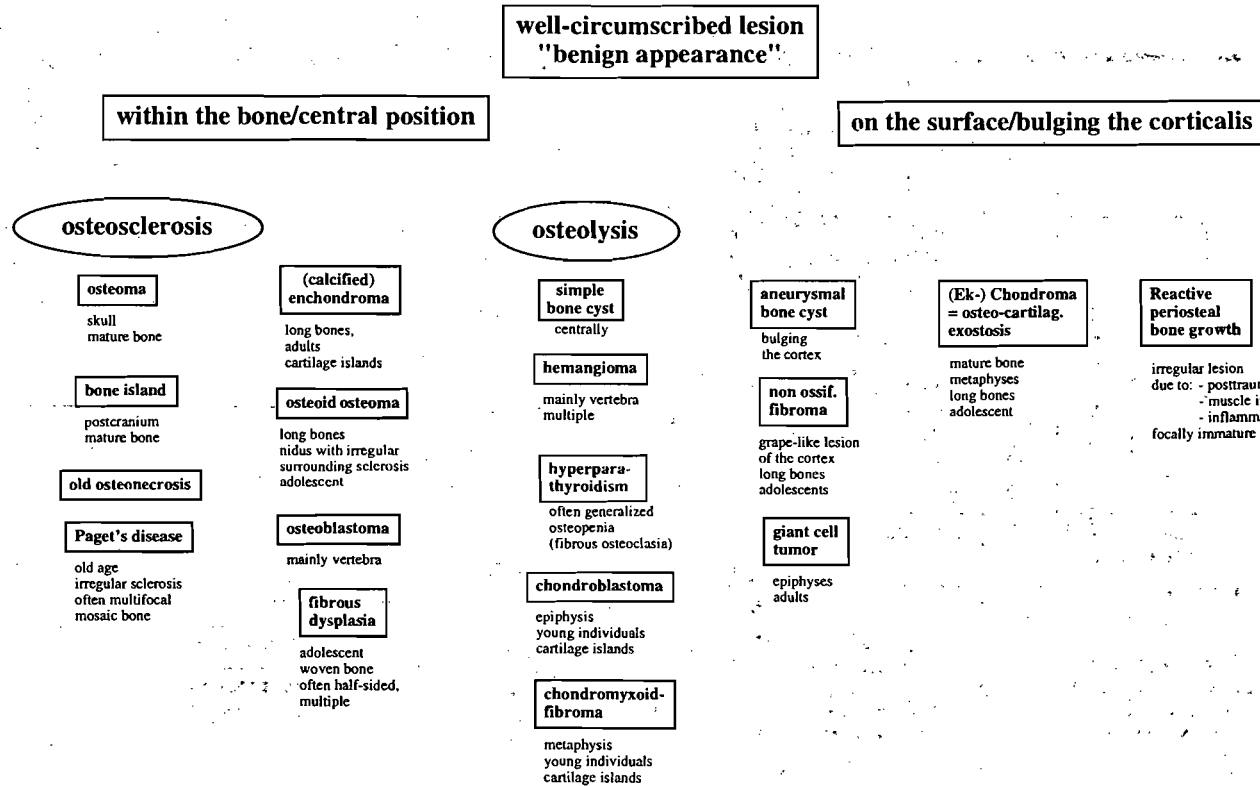 well-circumscribed lesion
"benign appearance"
within the bone/central position
on the surface/bulging the corticalis
osteosclerosis
osteoma
skull
mature bone
bone island
postcranium
mature bone
old osteonecrosis
Paget's disease
old age
irregular sclerosis
often multifocal
mosaic bone
(calcified)
enchondroma
long bones,
adults
cartilage islands
osteoid osteoma
long bones
nidus with irregular
surrounding sclerosis
adolescent
osteoblastoma
mainly vertebra
fibrous
dysplasia
adolescent
woven bone
often half-sided,
multiple
osteolysis
simple
bone cyst
centrally
hemangioma
mainly vertebra
multiple
hyperpara-
thyroidism
often generalized
osteopenia
(fibrous osteoclasia)
chondroblastoma
epiphysis
young individuals
cartilage islands
chondromyxoid-
fibroma
metaphysis
young individuals
cartilage islands
aneurysmal
bone cyst
bulging
the cortex
non ossif.
fibroma
grape-like lesion
of the cortex
long bones
adolescents
giant cell
tumor
epiphyses
adults
(Ek-) Chondroma
= osteo-cartilag.
exostosis
mature bone
metaphyses
long bones
adolescent
Reactive
periosteal
bone growth
irregular lesion
due to: - posttrau
- muscle i
- inflamm
focally immature